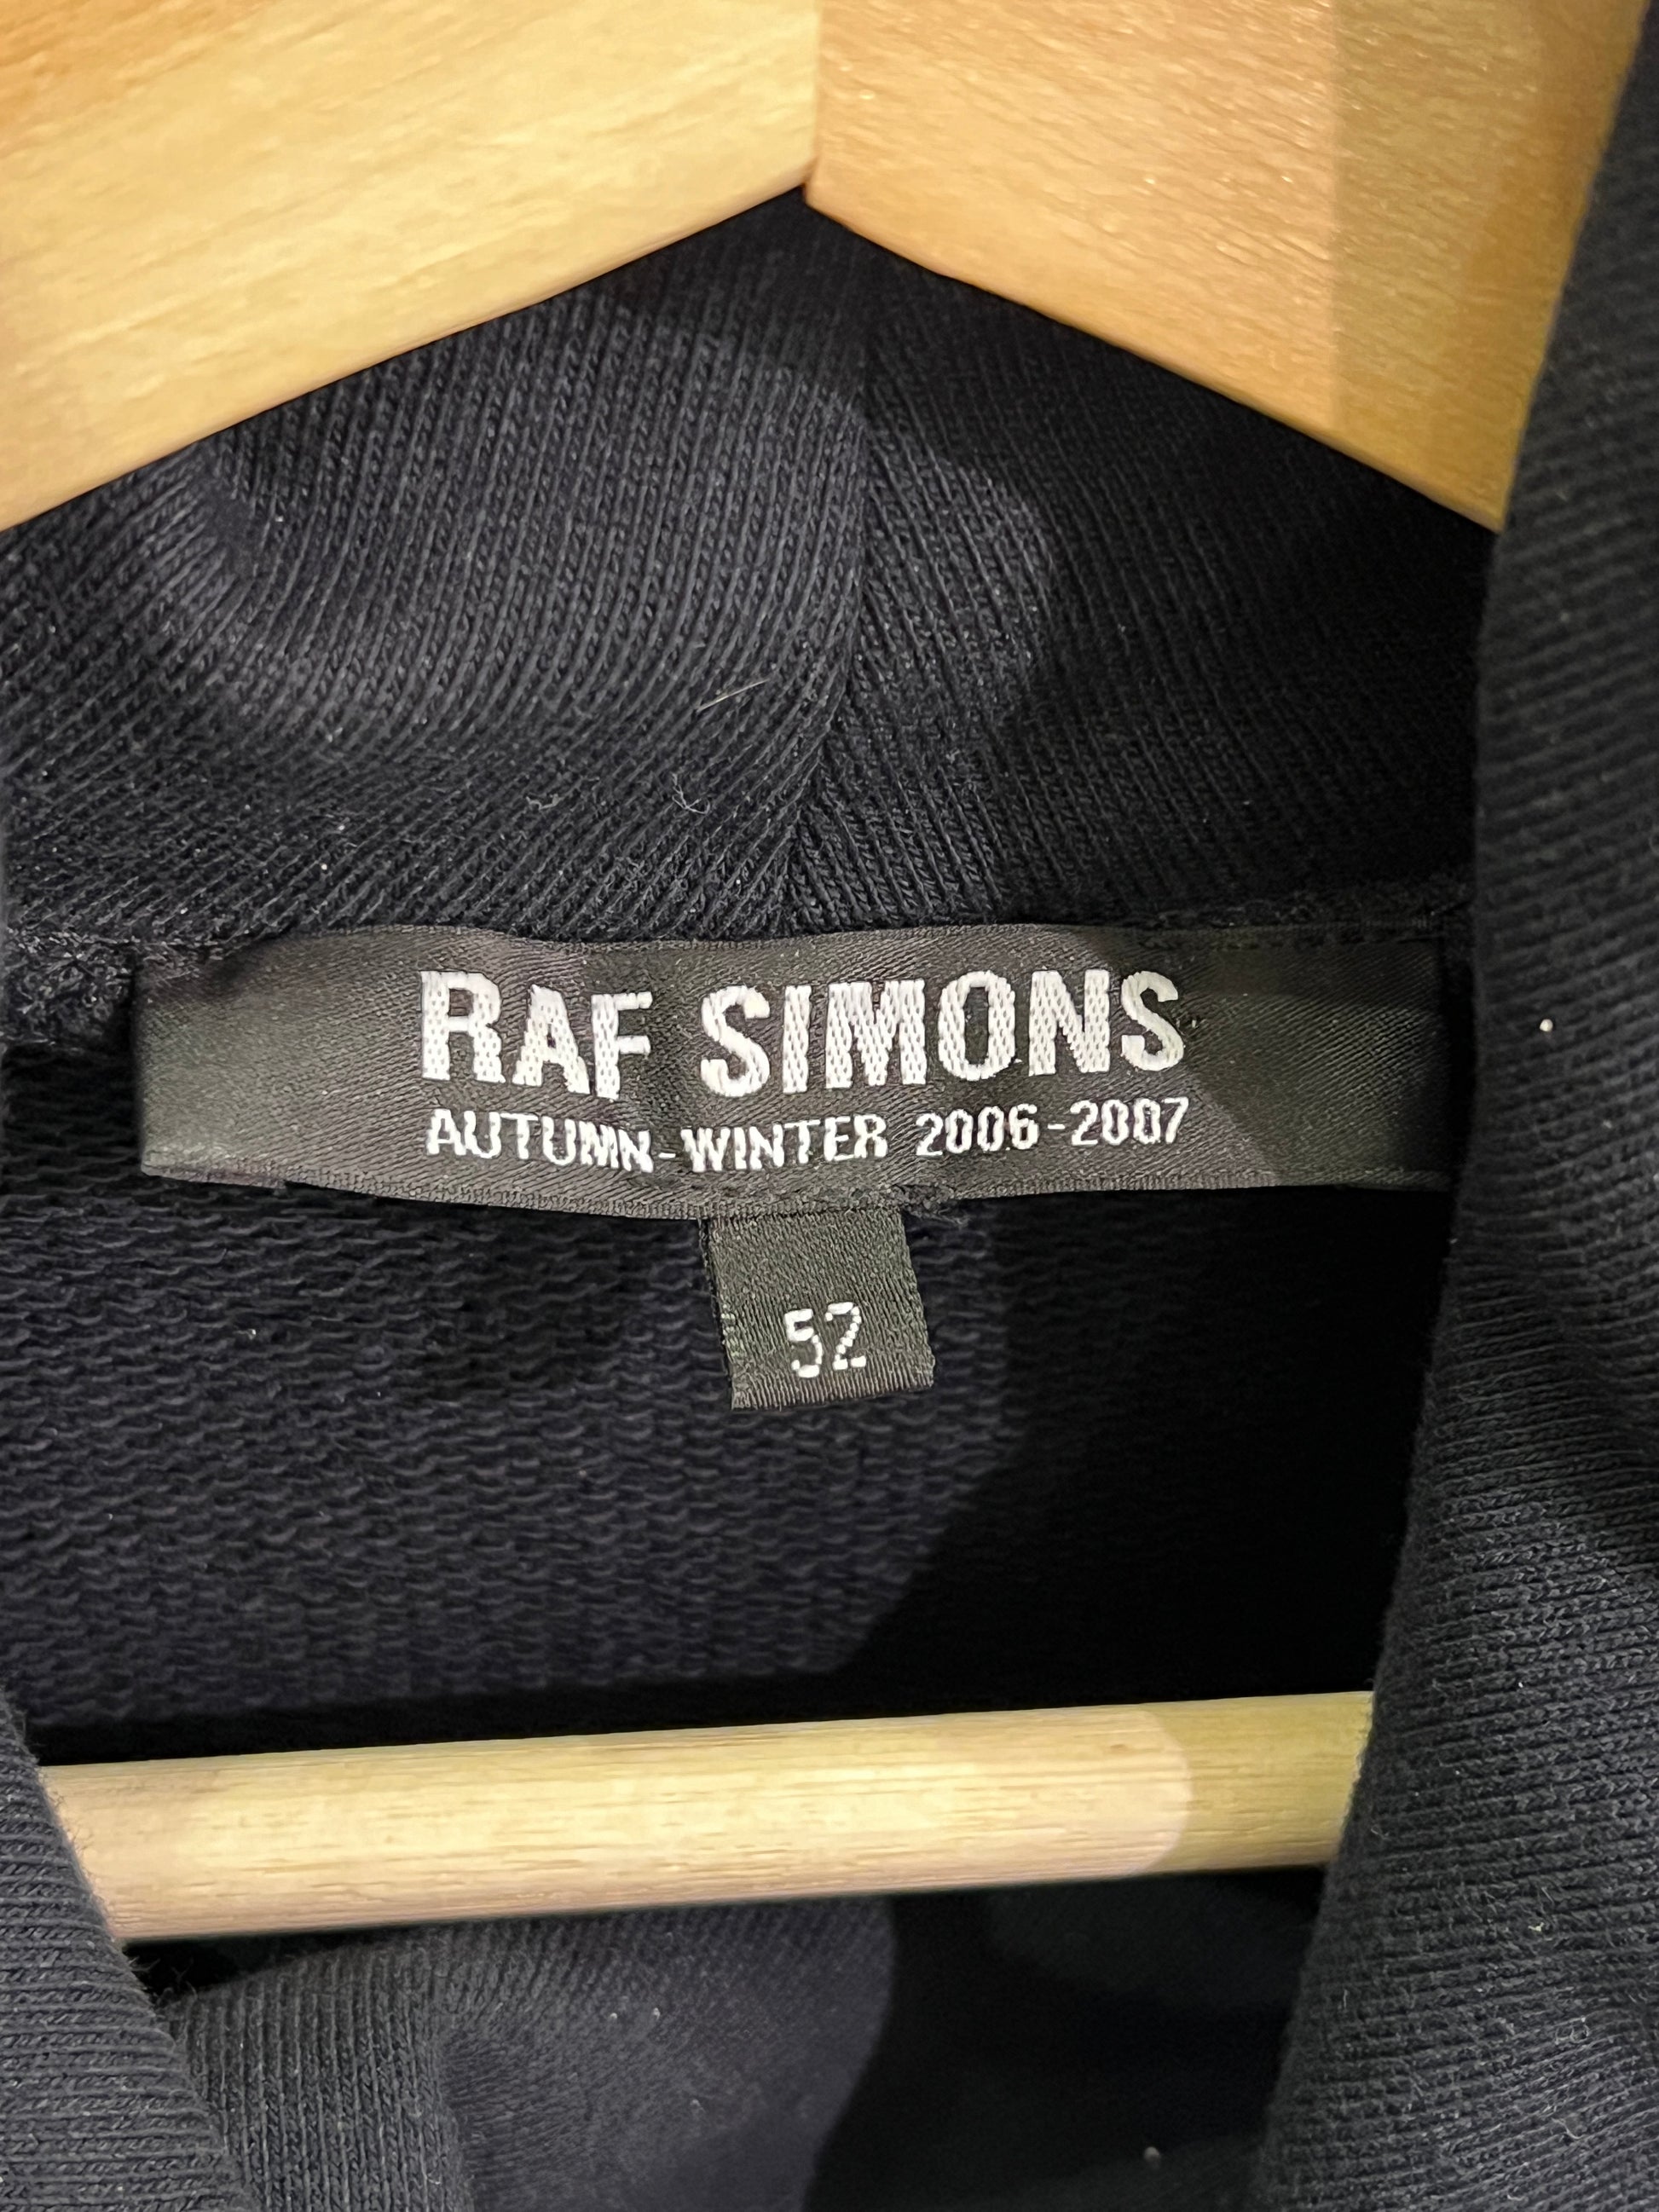 RAF SIMONS
AUTUMN-WINTER 2006-2007
52